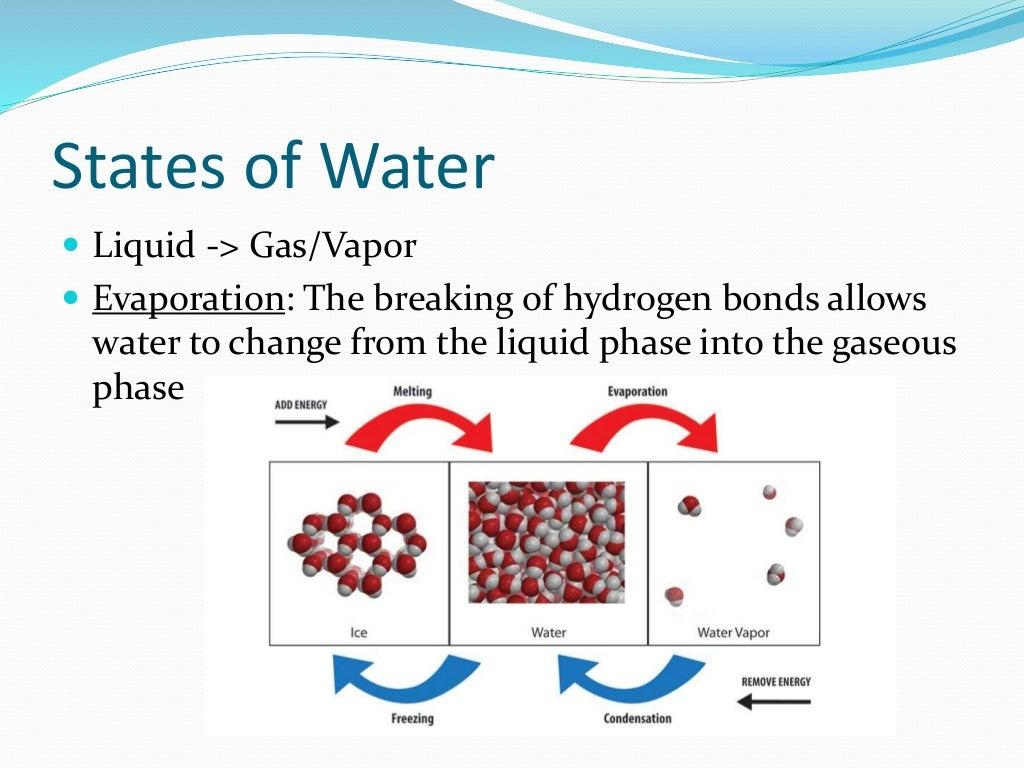 States of Water
Liquid -> Gas/Vapor
Evaporation: The breaking of hydrogen bonds allows
water to change from the liquid phase into the gaseous
phase
Melting
Evaporation
ADD ENERGY
Ice
Water
Water Vapor
REMOVE ENERGY
Freezing
Condensation